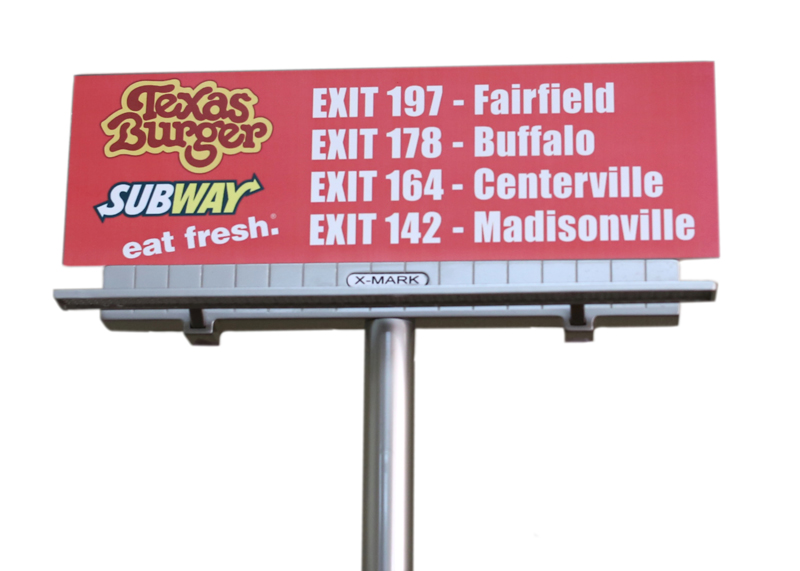 Texas
Burger
SUBWAY
eat fresh.®
EXIT 197 - Fairfield
EXIT 178 - Buffalo
EXIT 164 - Centerville
EXIT 142 - Madisonville
X-MARK